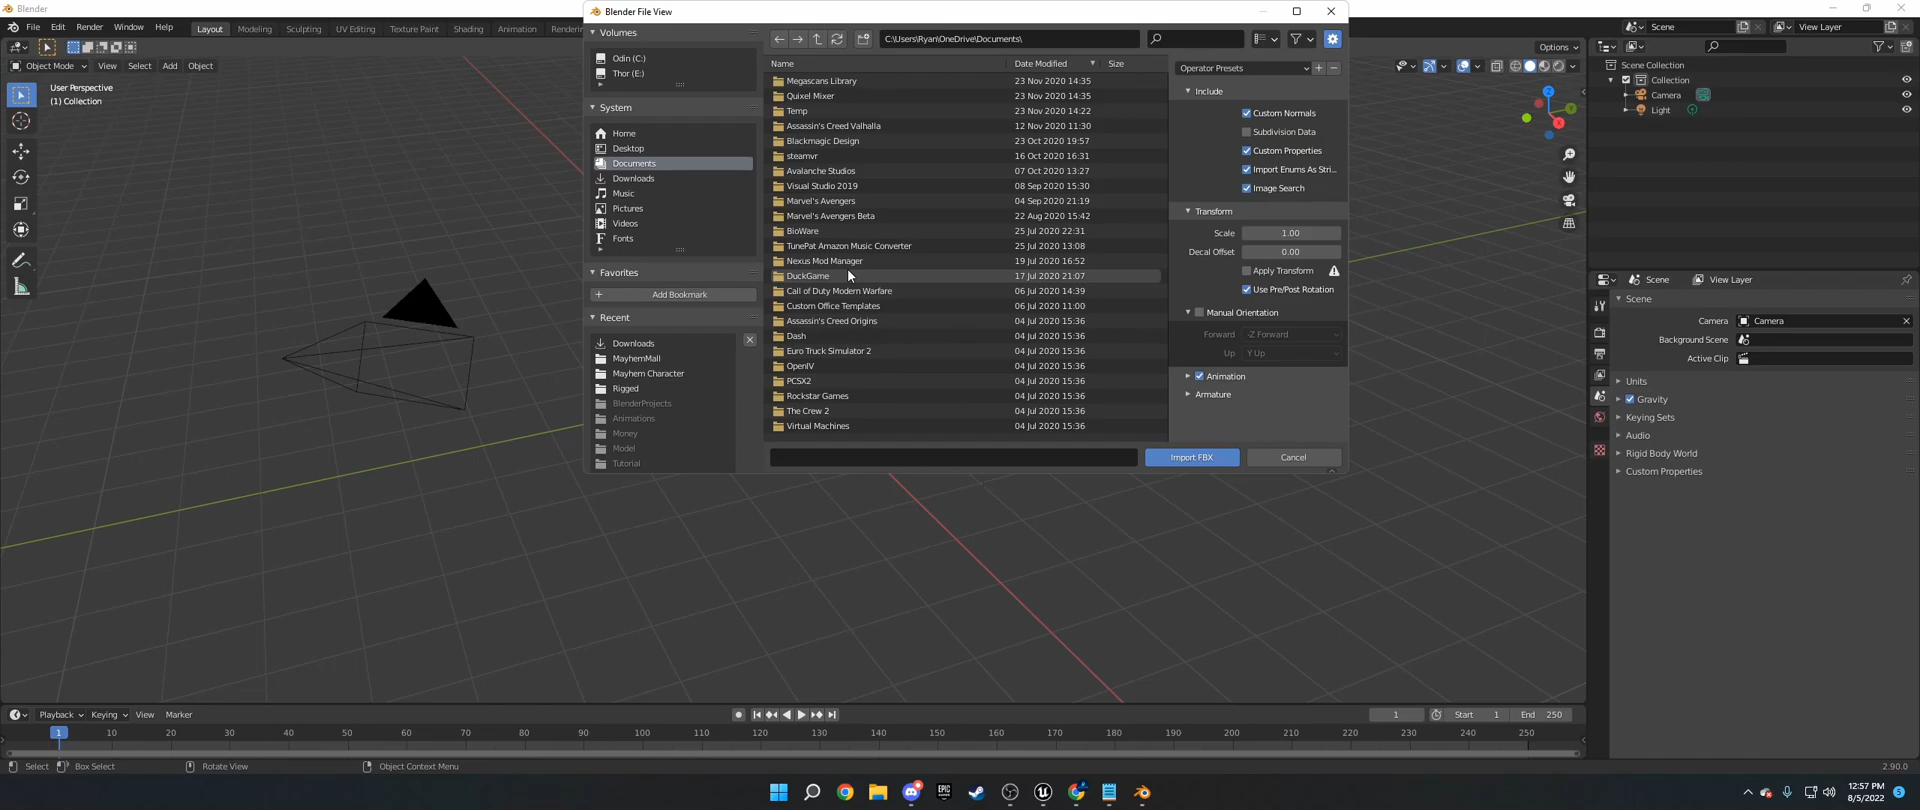 Blender
File Edit Render Window Help Layout Modeling Sculpting UV Editing Texture Paint Shading Animation Rendering
Scene View Layer
Object Mode View Select Add Object
Options
User Perspective
(1) Collection
Blender File View
Volumes
Odin (C:)
Thor (E:)
System
Home
Desktop
Documents
Downloads
Music
Pictures
Videos
Fonts
Favorites
Add Bookmark
Recent
Downloads
MayhemMall
Mayhem Character
Rigged
BlenderProjects
Animations
Money
Model
Tutorial
C:\Users\Ryan\OneDrive\Documents\
Name Date Modified Size
Megascans Library 23 Nov 2020 14:35
Quixel Mixer 23 Nov 2020 14:35
Temp 23 Nov 2020 14:22
Assassin's Creed Valhalla 12 Nov 2020 11:30
Blackmagic Design 23 Oct 2020 19:57
steamvr 16 Oct 2020 16:31
Avalanche Studios 07 Oct 2020 13:27
Visual Studio 2019 08 Sep 2020 15:30
Marvel's Avengers 04 Sep 2020 21:19
Marvel's Avengers Beta 22 Aug 2020 15:42
BioWare 25 Jul 2020 22:31
TunePat Amazon Music Converter 25 Jul 2020 13:08
Nexus Mod Manager 19 Jul 2020 16:52
DuckGame 17 Jul 2020 21:07
Call of Duty Modern Warfare 06 Jul 2020 14:39
Custom Office Templates 06 Jul 2020 11:00
Assassin's Creed Origins 04 Jul 2020 15:36
Dash 04 Jul 2020 15:36
Euro Truck Simulator 2 04 Jul 2020 15:36
OpenIV 04 Jul 2020 15:36
PCSX2 04 Jul 2020 15:36
Rockstar Games 04 Jul 2020 15:36
The Crew 2 04 Jul 2020 15:36
Virtual Machines 04 Jul 2020 15:36
Operator Presets
Include
Custom Normals
Subdivision Data
Custom Properties
Import Enums As Stri...
Image Search
Transform
Scale 1.00
Decal Offset 0.00
Apply Transform
Use Pre/Post Rotation
Manual Orientation
Forward -Z Forward
Up Y Up
Animation
Armature
Import FBX Cancel
Z
Y
X
Scene Collection
Collection
Camera
Light
Scene View Layer
Scene
Camera Camera
Background Scene
Active Clip
Units
Gravity
Keying Sets
Audio
Rigid Body World
Custom Properties
Playback Keying View Marker
1 Start 1 End 250
1 10 20 30 40 50 60 70 80 90 100 110 120 130 140 150 160 170 180 190 200 210 220 230 240 250
Select Box Select Rotate View Object Context Menu 2.90.0
EPIC
12:57 PM
8/5/2022
5